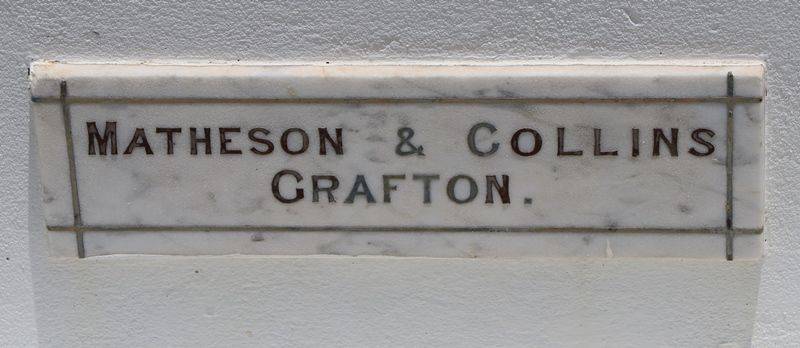 MATHESON & COLLINS
GRAFTON.